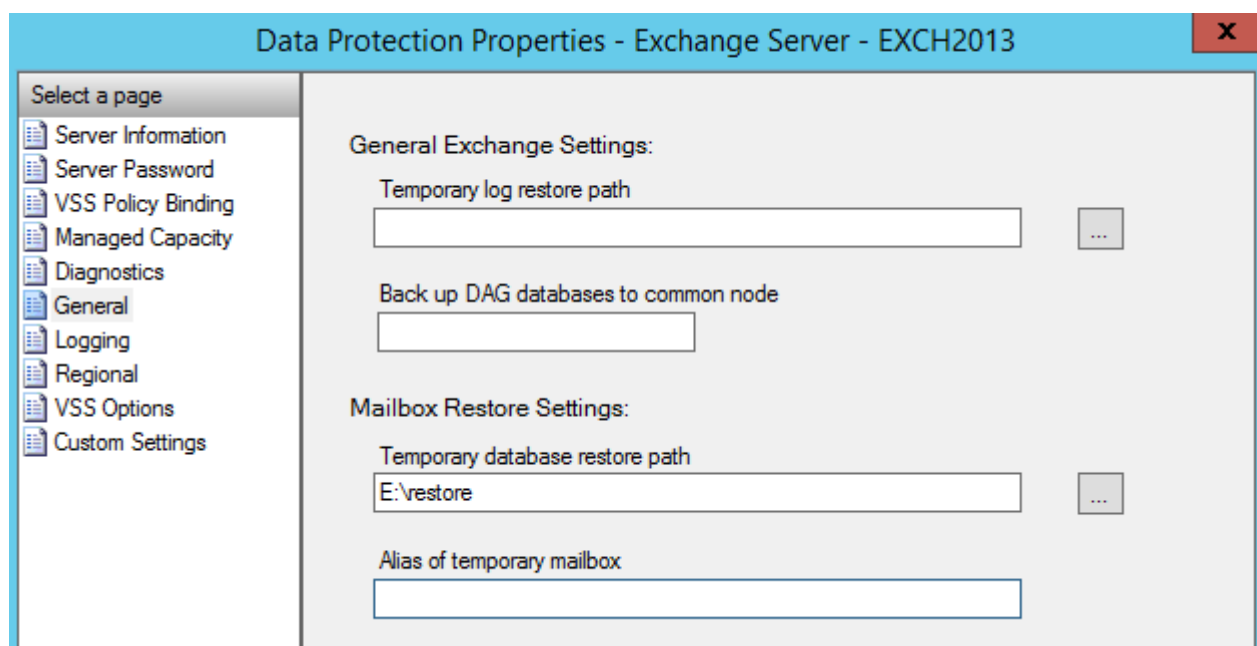 Data Protection Properties - Exchange Server - EXCH2013
x
Select a page
Server Information
Server Password
VSS Policy Binding
Managed Capacity
Diagnostics
General
Logging
Regional
VSS Options
Custom Settings
General Exchange Settings:
Temporary log restore path
...
Back up DAG databases to common node
Mailbox Restore Settings:
Temporary database restore path
E:\restore
...
Alias of temporary mailbox